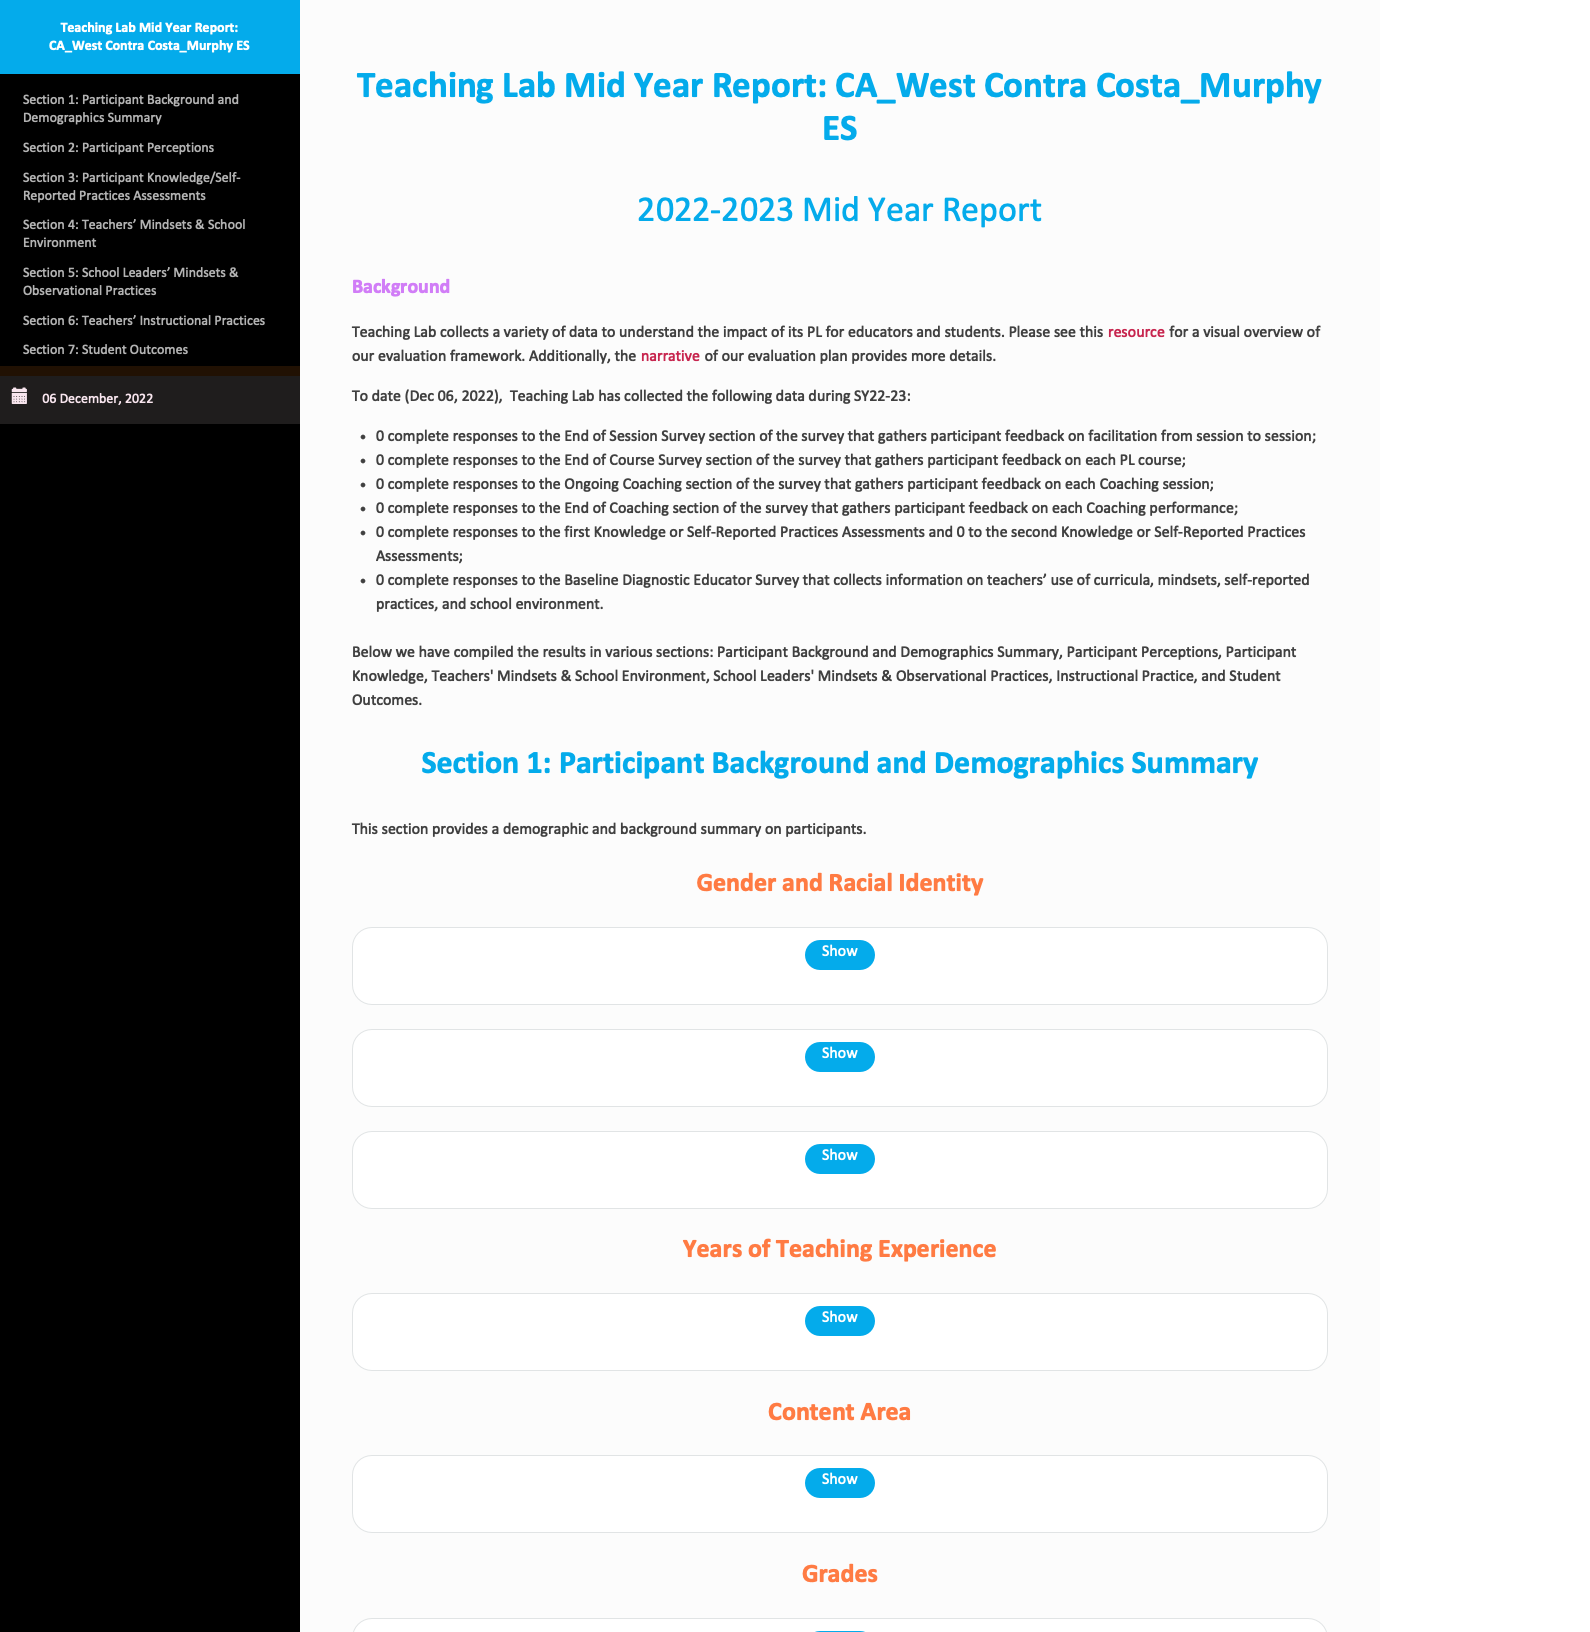 Teaching Lab Mid Year Report:
CA_West Contra Costa_Murphy ES
Section 1: Participant Background and
Demographics Summary
Section 2: Participant Perceptions
Section 3: Participant Knowledge/Self-
Reported Practices Assessments
Section 4: Teachers’ Mindsets & School
Environment
Section 5: School Leaders’ Mindsets &
Observational Practices
Section 6: Teachers’ Instructional Practices
Section 7: Student Outcomes
06 December, 2022
Teaching Lab Mid Year Report: CA_West Contra Costa_Murphy
ES
2022-2023 Mid Year Report
Background
Teaching Lab collects a variety of data to understand the impact of its PL for educators and students. Please see this resource for a visual overview of
our evaluation framework. Additionally, the narrative of our evaluation plan provides more details.
To date (Dec 06, 2022), Teaching Lab has collected the following data during SY22-23:
• 0 complete responses to the End of Session Survey section of the survey that gathers participant feedback on facilitation from session to session;
• 0 complete responses to the End of Course Survey section of the survey that gathers participant feedback on each PL course;
• 0 complete responses to the Ongoing Coaching section of the survey that gathers participant feedback on each Coaching session;
• 0 complete responses to the End of Coaching section of the survey that gathers participant feedback on each Coaching performance;
• 0 complete responses to the first Knowledge or Self-Reported Practices Assessments and 0 to the second Knowledge or Self-Reported Practices
Assessments;
• 0 complete responses to the Baseline Diagnostic Educator Survey that collects information on teachers’ use of curricula, mindsets, self-reported
practices, and school environment.
Below we have compiled the results in various sections: Participant Background and Demographics Summary, Participant Perceptions, Participant
Knowledge, Teachers' Mindsets & School Environment, School Leaders' Mindsets & Observational Practices, Instructional Practice, and Student
Outcomes.
Section 1: Participant Background and Demographics Summary
This section provides a demographic and background summary on participants.
Gender and Racial Identity
Show
Show
Show
Years of Teaching Experience
Show
Content Area
Show
Grades